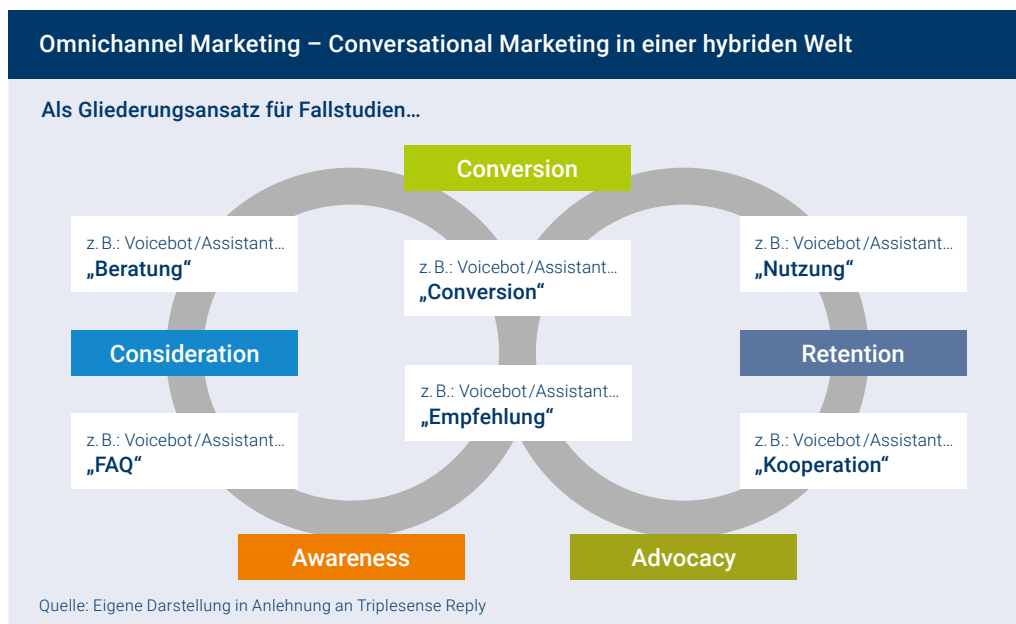 Omnichannel Marketing – Conversational Marketing in einer hybriden Welt
Als Gliederungsansatz für Fallstudien…
Conversion
z. B.: Voicebot/Assistant…
„Beratung“
z. B.: Voicebot/Assistant…
„Conversion“
z. B.: Voicebot/Assistant…
„Nutzung“
Consideration
Retention
z. B.: Voicebot/Assistant…
„Empfehlung“
z. B.: Voicebot/Assistant…
„FAQ“
z. B.: Voicebot/Assistant…
„Kooperation“
Awareness
Advocacy
Quelle: Eigene Darstellung in Anlehnung an Triplesense Reply